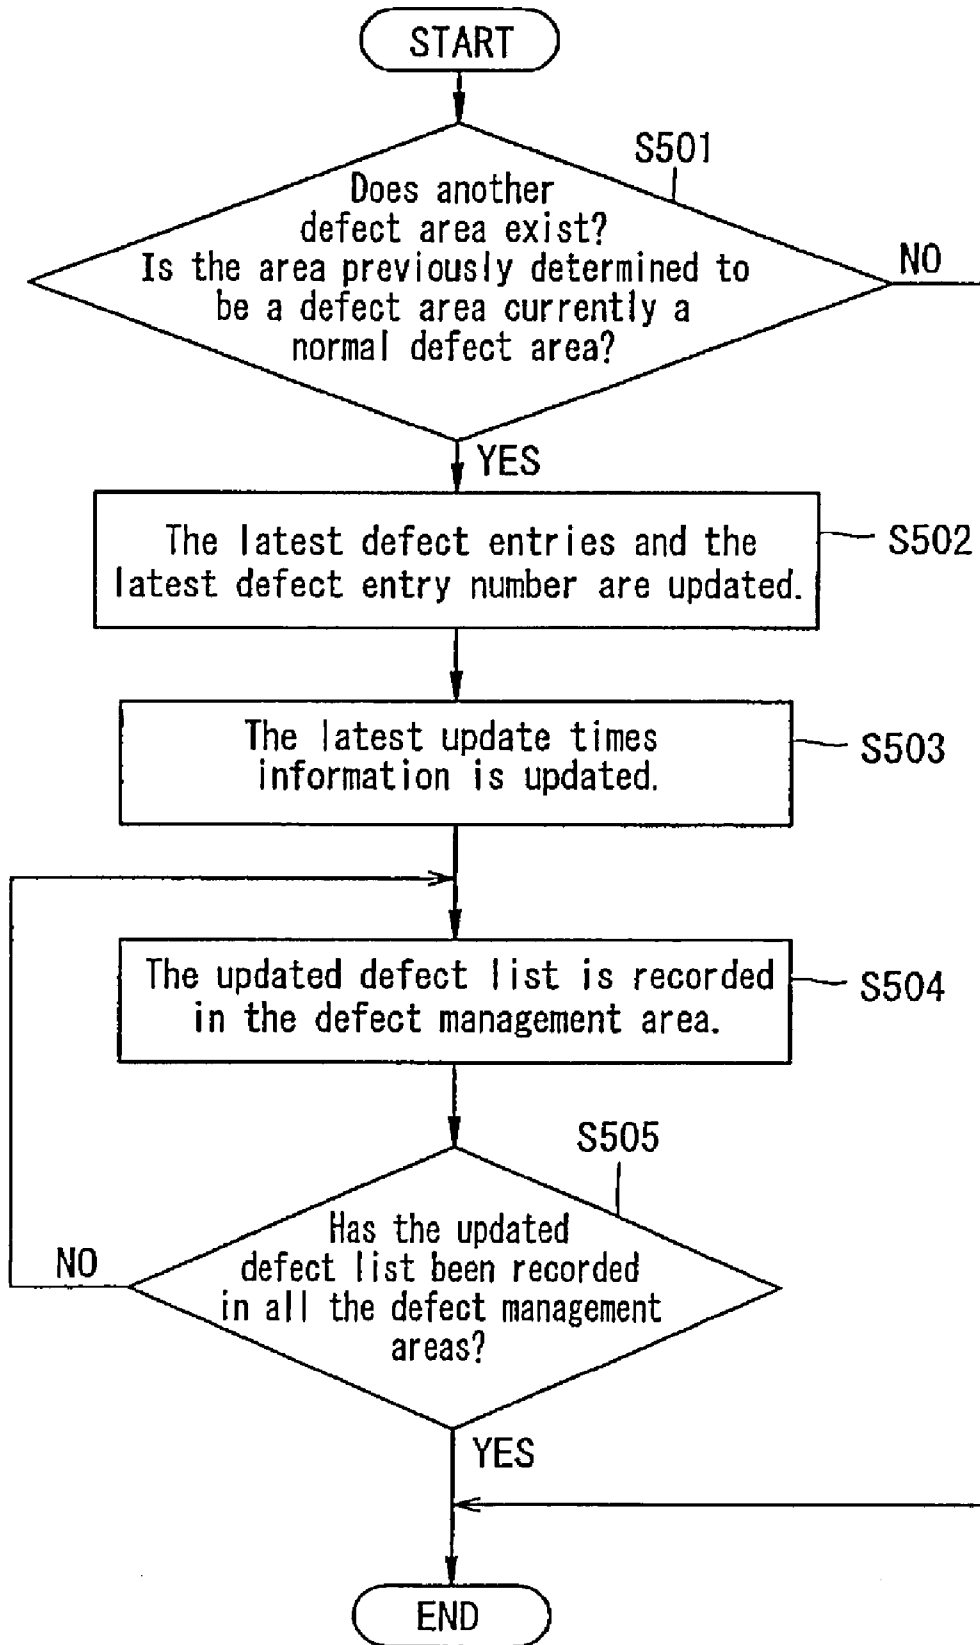 START
S501
Does another
defect area exist?
Is the area previously determined to
be a defect area currently a
normal defect area?
NO
YES
The latest defect entries and the
latest defect entry number are updated.
S502
The latest update times
information is updated.
S503
The updated defect list is recorded
in the defect management area.
S504
S505
Has the updated
defect list been recorded
in all the defect management
areas?
NO
YES
END